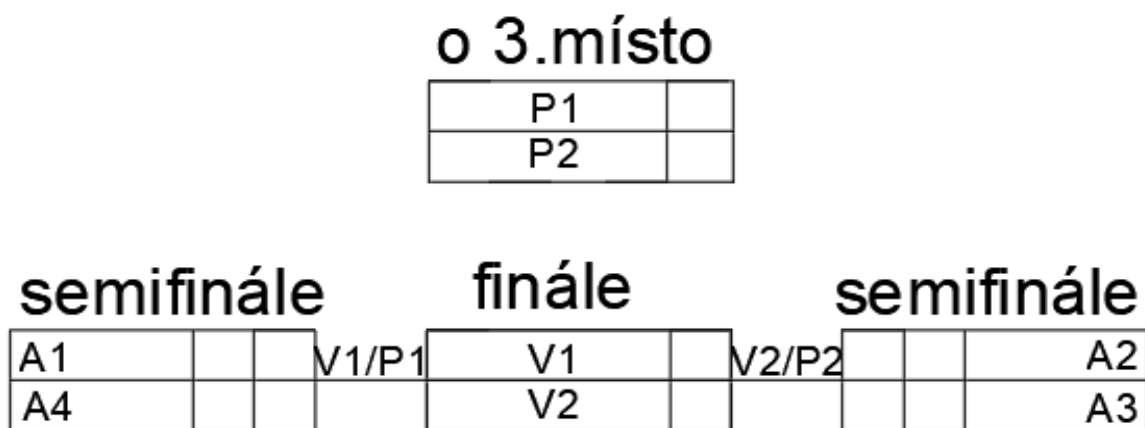 o 3.místo
P1
P2
semifinále finále semifinále
A1 V1/P1 V1 V2/P2 A2
A4 V2 A3